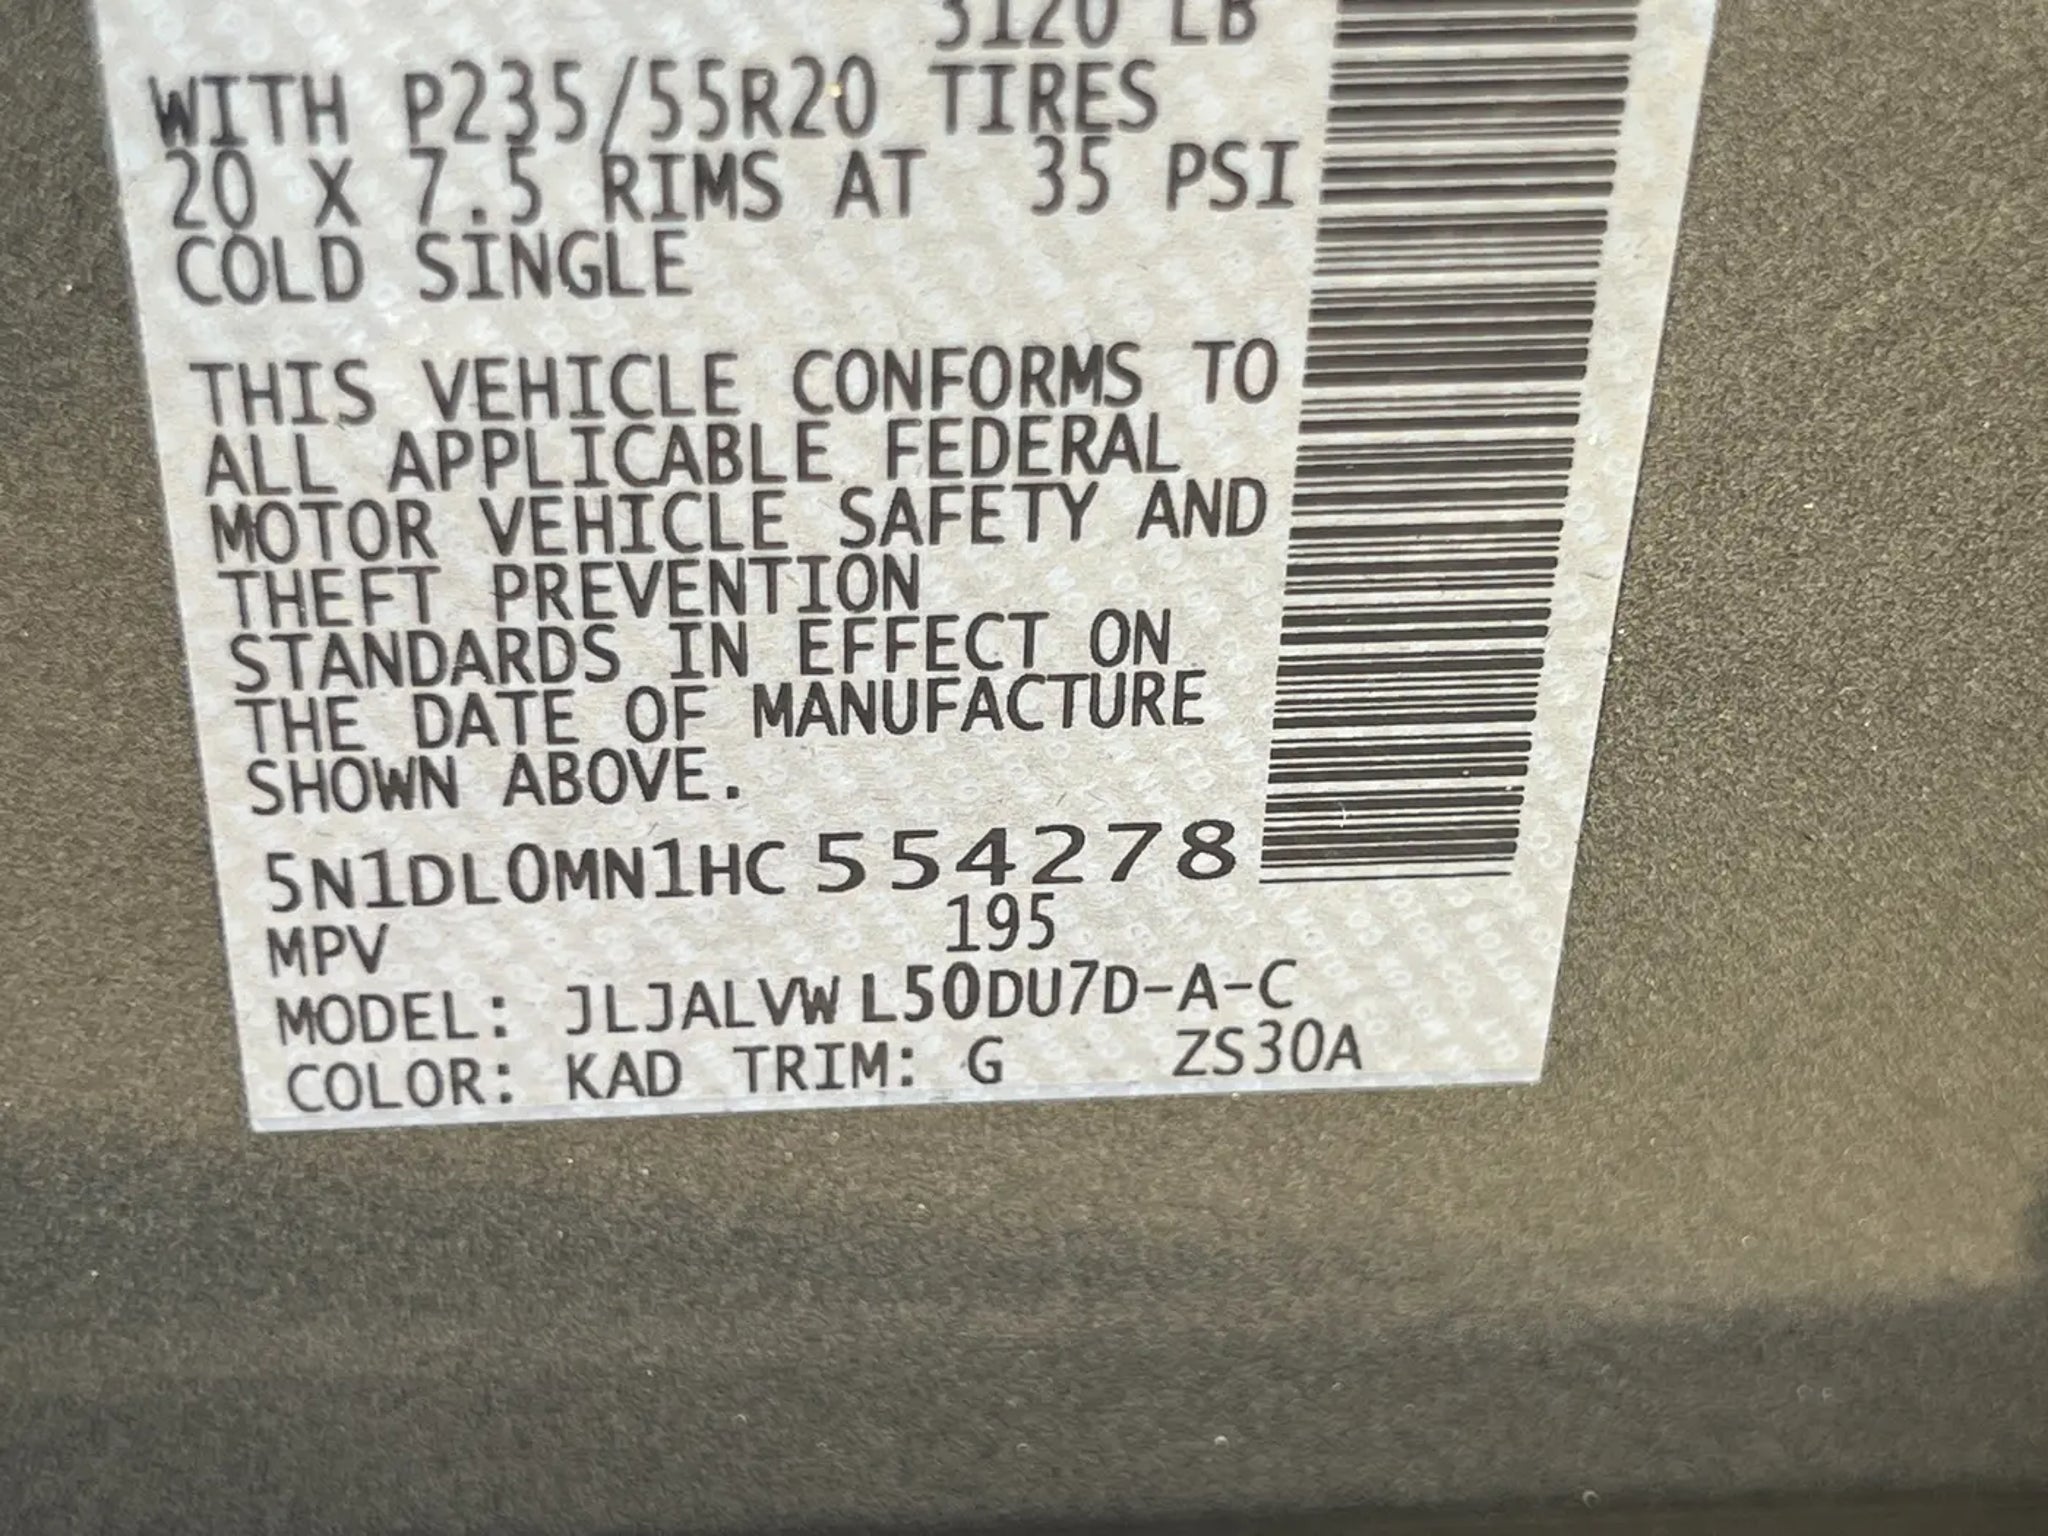 3120 LB
WITH P235/55R20 TIRES
20 X 7.5 RIMS AT 35 PSI
COLD SINGLE
THIS VEHICLE CONFORMS TO
ALL APPLICABLE FEDERAL
MOTOR VEHICLE SAFETY AND
THEFT PREVENTION
STANDARDS IN EFFECT ON
THE DATE OF MANUFACTURE
SHOWN ABOVE.
5N1DL0MN1HC554278
MPV 195
MODEL: JLJALVWL50DU7D-A-C
COLOR: KAD TRIM: G ZS30A